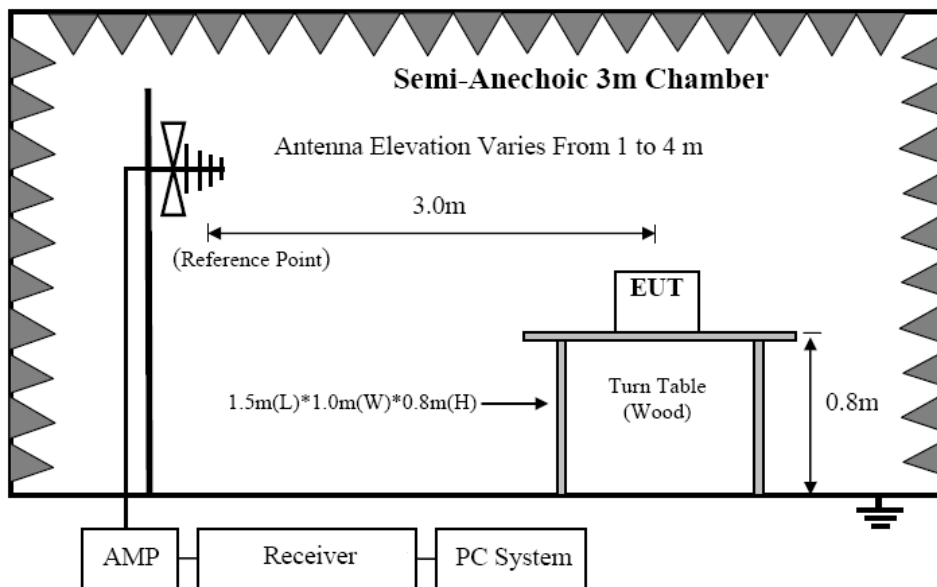 Semi-Anechoic 3m Chamber
Antenna Elevation Varies From 1 to 4 m
3.0m
(Reference Point)
EUT
1.5m(L)*1.0m(W)*0.8m(H)
Turn Table
(Wood)
0.8m
AMP
Receiver
PC System